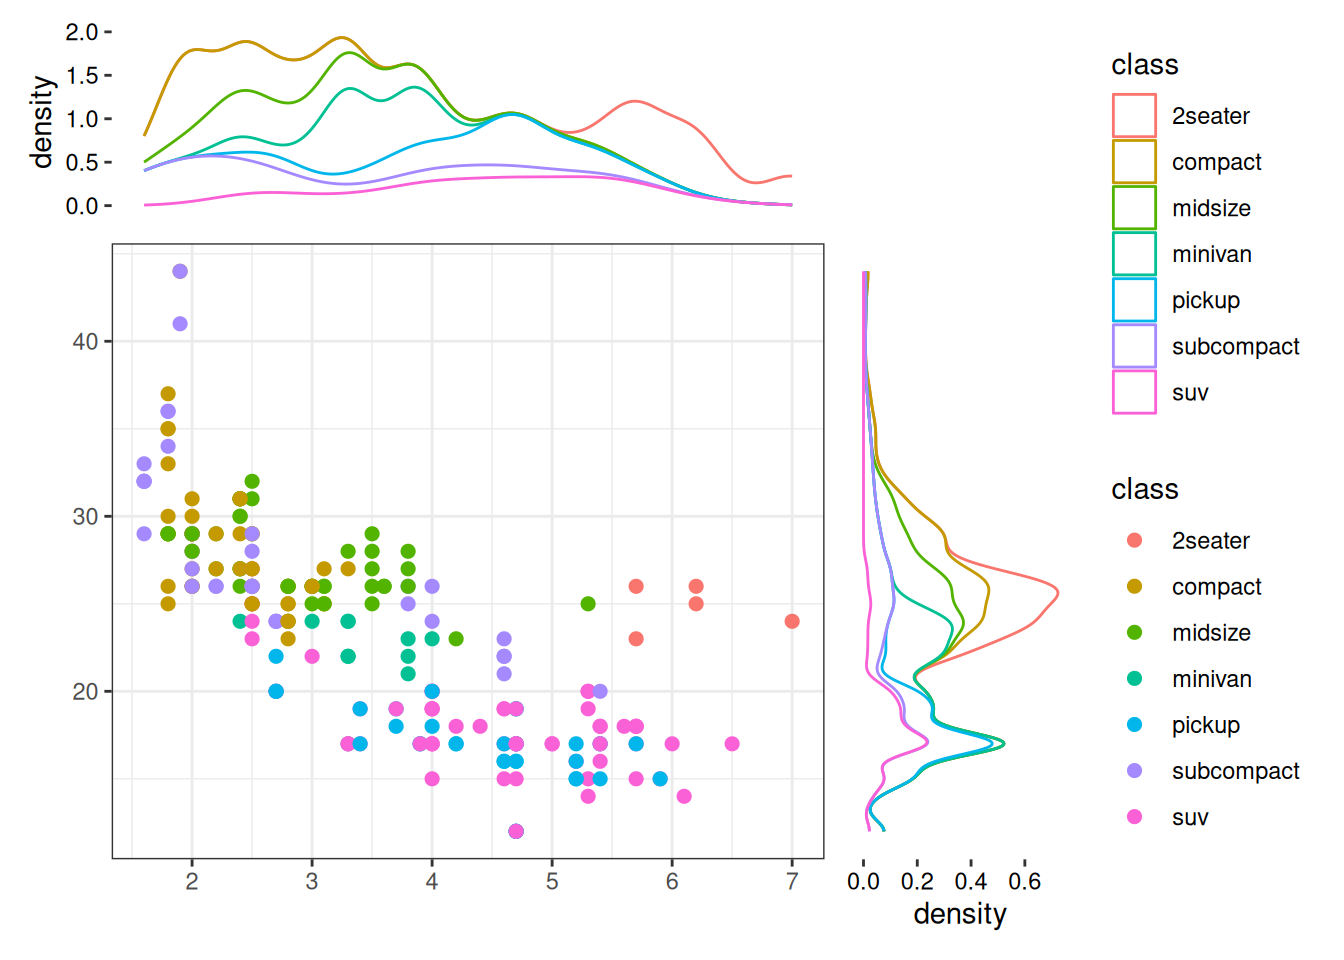 density
2.0
1.5
1.0
0.5
0.0
40
30
20
2 3 4 5 6 7
0.0 0.2 0.4 0.6
density
class
2seater
compact
midsize
minivan
pickup
subcompact
suv
class
2seater
compact
midsize
minivan
pickup
subcompact
suv